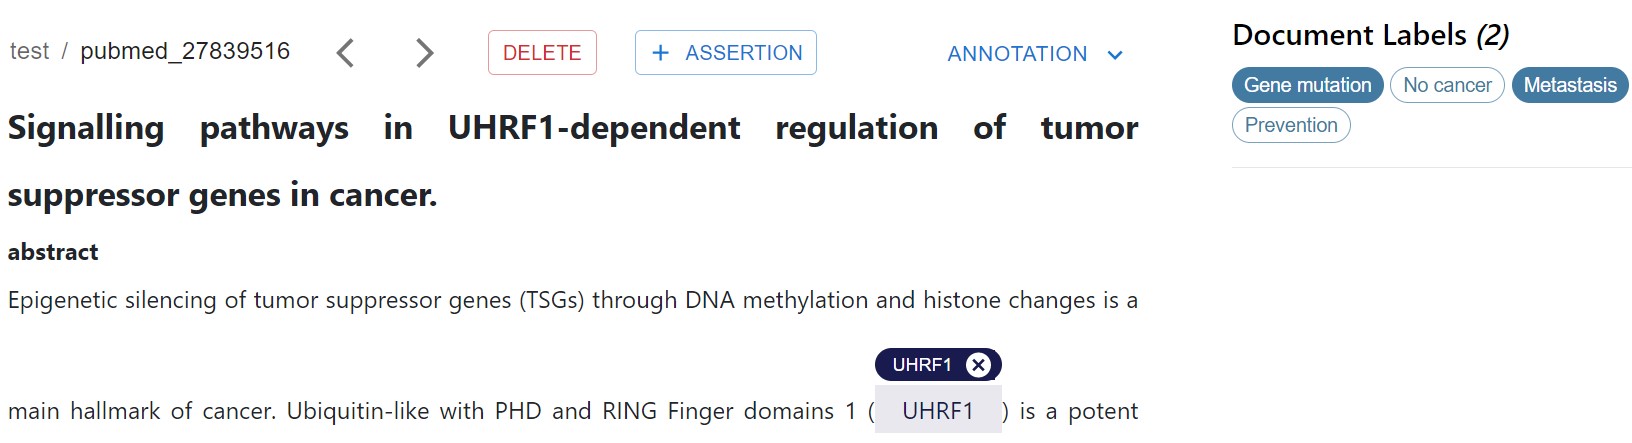 test / pubmed_27839516
DELETE
+ ASSERTION
ANNOTATION
Signalling pathways in UHRF1-dependent regulation of tumor
suppressor genes in cancer.
abstract
Epigenetic silencing of tumor suppressor genes (TSGs) through DNA methylation and histone changes is a
UHRF1
main hallmark of cancer. Ubiquitin-like with PHD and RING Finger domains 1 ( UHRF1 ) is a potent
Document Labels (2)
Gene mutation No cancer Metastasis
Prevention